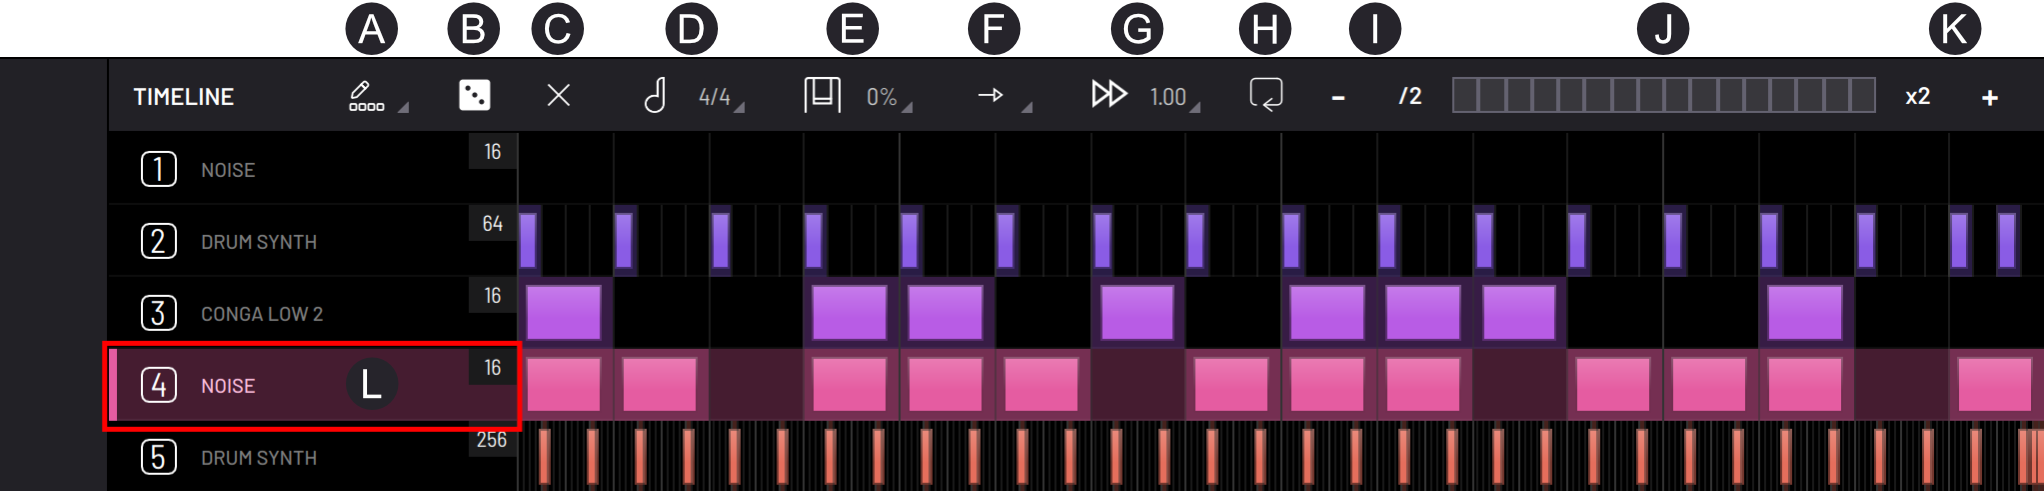 A B C D E F G H I J K
TIMELINE 4/4 0% 1.00 - /2 x2 +
1 NOISE 16
2 DRUM SYNTH 64
3 CONGA LOW 2 16
4 NOISE L 16
5 DRUM SYNTH 256